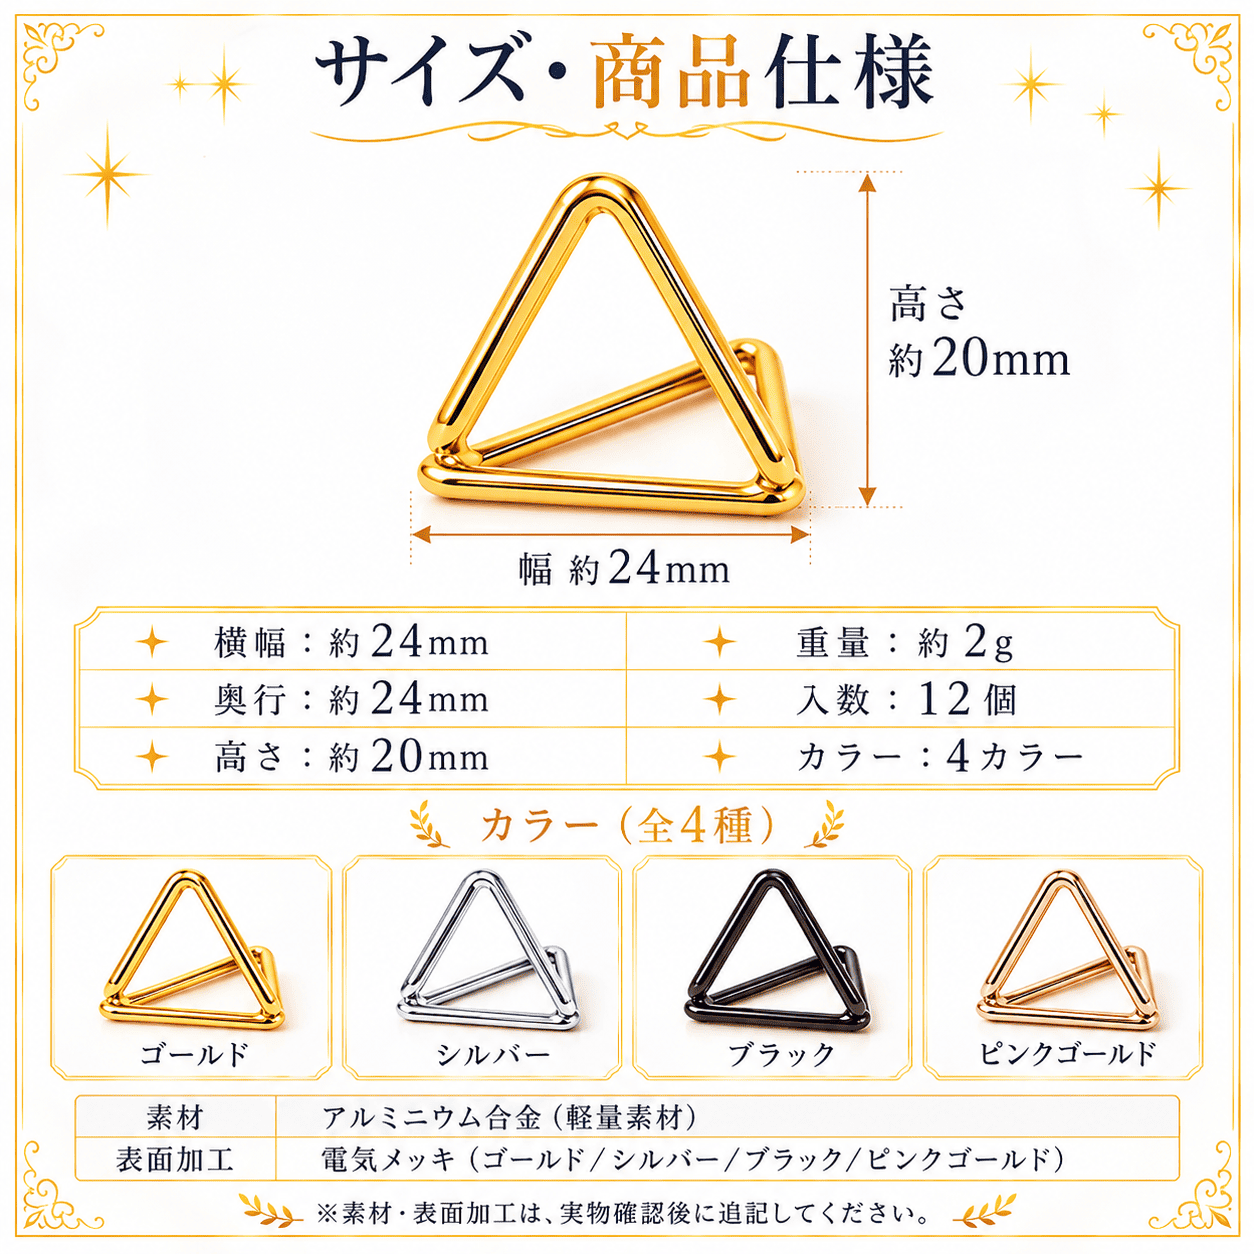 サイズ・商品仕様
高さ
約20mm
幅 約24mm
横幅：約24mm
重量：約2g
奥行：約24mm
入数：12個
高さ：約20mm
カラー：4カラー
カラー（全4種）
ゴールド
シルバー
ブラック
ピンクゴールド
素材 アルミニウム合金（軽量素材）
表面加工 電気メッキ（ゴールド/シルバー/ブラック/ピンクゴールド）
※素材・表面加工は、実物確認後に追記してください。